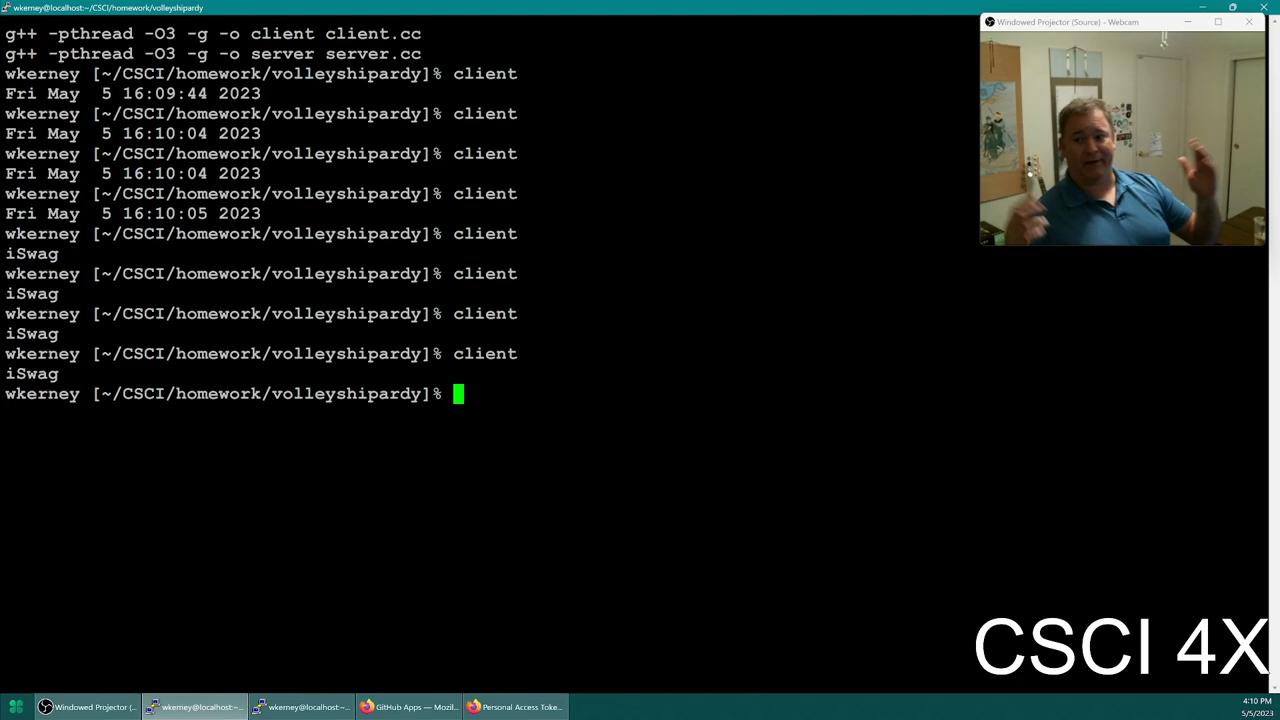 wkerney@localhost:~/CSCI/homework/volleyshipardy
g++ -pthread -O3 -g -o client client.cc
g++ -pthread -O3 -g -o server server.cc
wkerney [~/CSCI/homework/volleyshipardy]% client
Fri May  5 16:09:44 2023
wkerney [~/CSCI/homework/volleyshipardy]% client
Fri May  5 16:10:04 2023
wkerney [~/CSCI/homework/volleyshipardy]% client
Fri May  5 16:10:04 2023
wkerney [~/CSCI/homework/volleyshipardy]% client
Fri May  5 16:10:05 2023
wkerney [~/CSCI/homework/volleyshipardy]% client
iSwag
wkerney [~/CSCI/homework/volleyshipardy]% client
iSwag
wkerney [~/CSCI/homework/volleyshipardy]% client
iSwag
wkerney [~/CSCI/homework/volleyshipardy]% client
iSwag
wkerney [~/CSCI/homework/volleyshipardy]%
Windowed Projector (Source) - Webcam
CSCI 4X
Windowed Projector (...
wkerney@localhost:~...
wkerney@localhost:~...
GitHub Apps — Mozil...
Personal Access Toke...
4:10 PM
5/5/2023